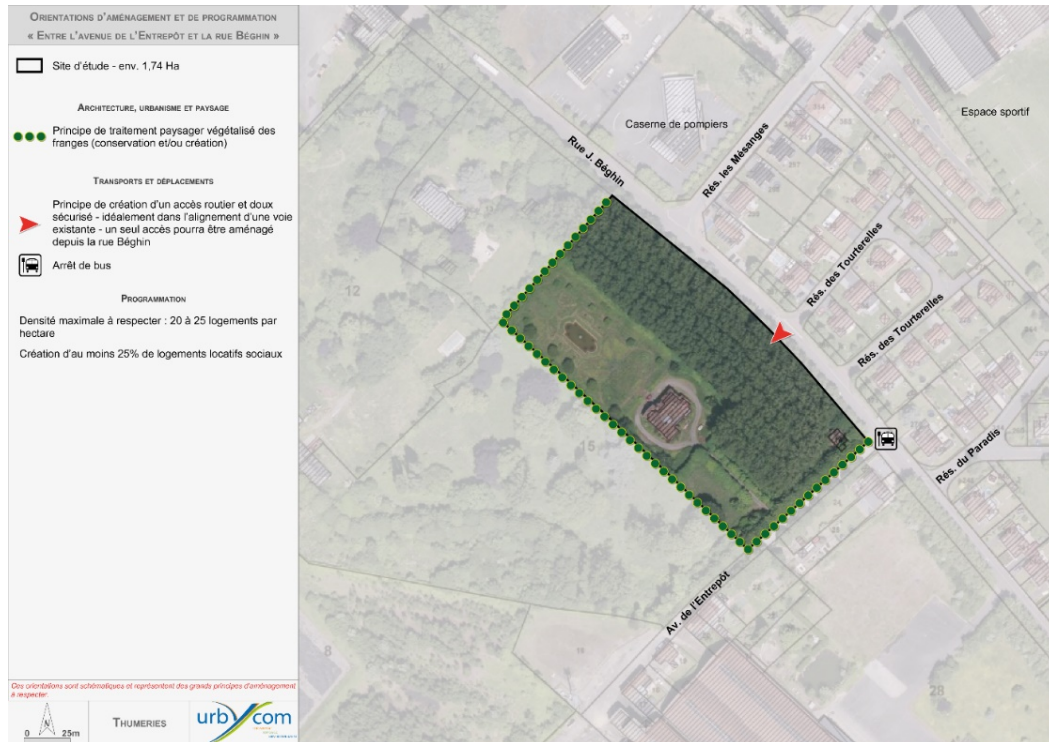 ORIENTATIONS D'AMÉNAGEMENT ET DE PROGRAMMATION
« ENTRE L'AVENUE DE L'ENTREPÔT ET LA RUE BÉGHIN »
Site d'étude - env. 1,74 Ha
ARCHITECTURE, URBANISME ET PAYSAGE
Principe de traitement paysager végétalisé des
franges (conservation et/ou création)
TRANSPORTS ET DÉPLACEMENTS
Principe de création d'un accès routier et doux
sécurisé - idéalement dans l'alignement d'une voie
existante - un seul accès pourra être aménagé
depuis la rue Béghin
Arrêt de bus
PROGRAMMATION
Densité maximale à respecter : 20 à 25 logements par
hectare
Création d'au moins 25% de logements locatifs sociaux
Ces orientations sont schématiques et représentent des grands principes d'aménagement
à respecter.
N
0 25m
THUMERIES
urbycom
Caserne de pompiers
Espace sportif
Rue J. Béghin
Rés. les Mésanges
Rés. des Tourterelles
Rés. des Tourterelles
Rés. du Paradis
Av. de l'Entrepôt
12
15
8
28